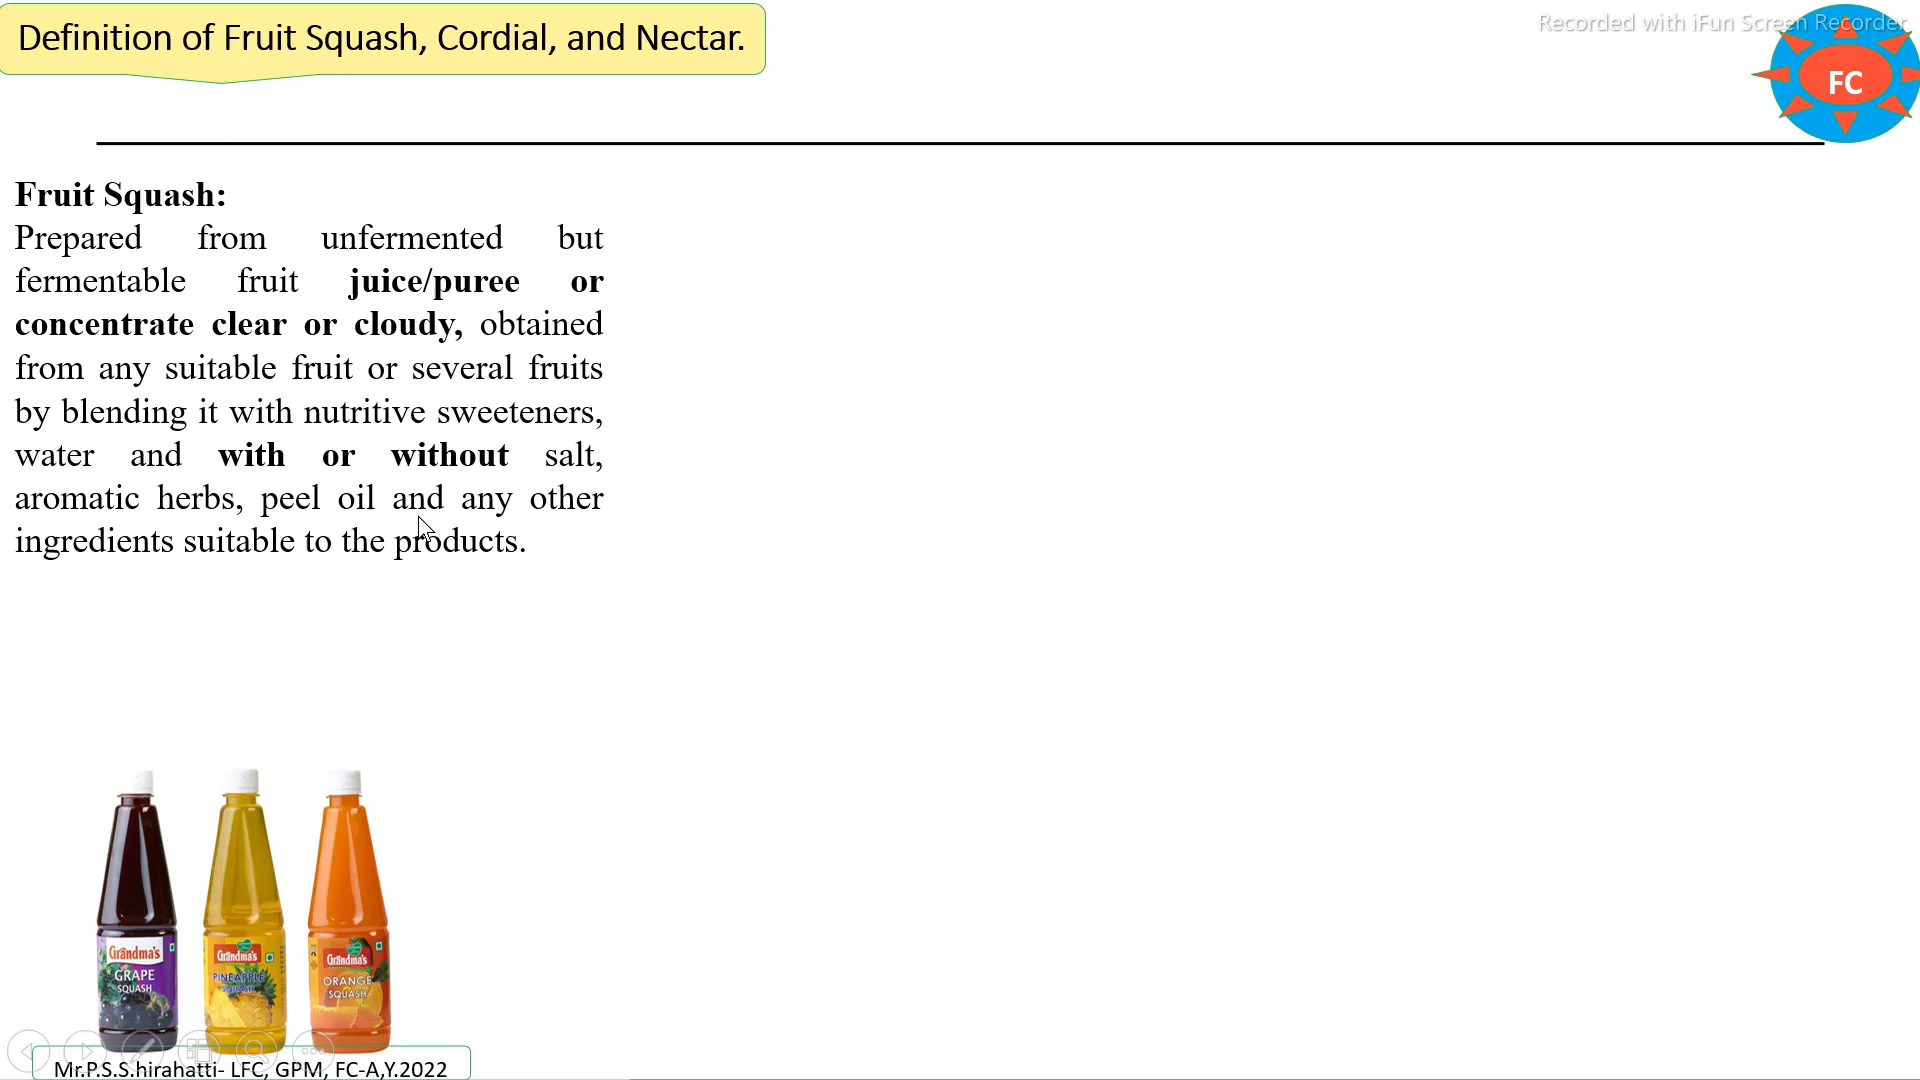 Definition of Fruit Squash, Cordial, and Nectar.
Recorded with iFun Screen Recorder
FC
Fruit Squash:
Prepared from unfermented but
fermentable fruit juice/puree or
concentrate clear or cloudy, obtained
from any suitable fruit or several fruits
by blending it with nutritive sweeteners,
water and with or without salt,
aromatic herbs, peel oil and any other
ingredients suitable to the products.
Grandma's
GRAPE
SQUASH
Grandma's
PINEAPPLE
SQUASH
Grandma's
ORANGE
SQUASH
Mr.P.S.S.hirahatti- LFC, GPM, FC-A,Y.2022